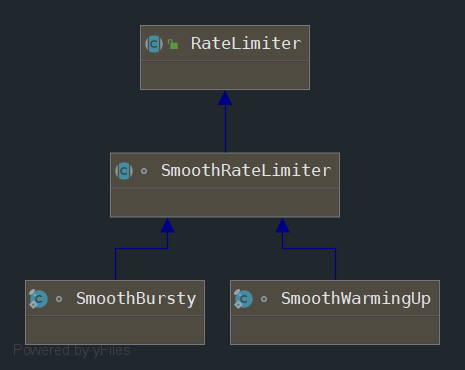 RateLimiter
SmoothRateLimiter
SmoothBursty
SmoothWarmingUp
Powered by yFiles